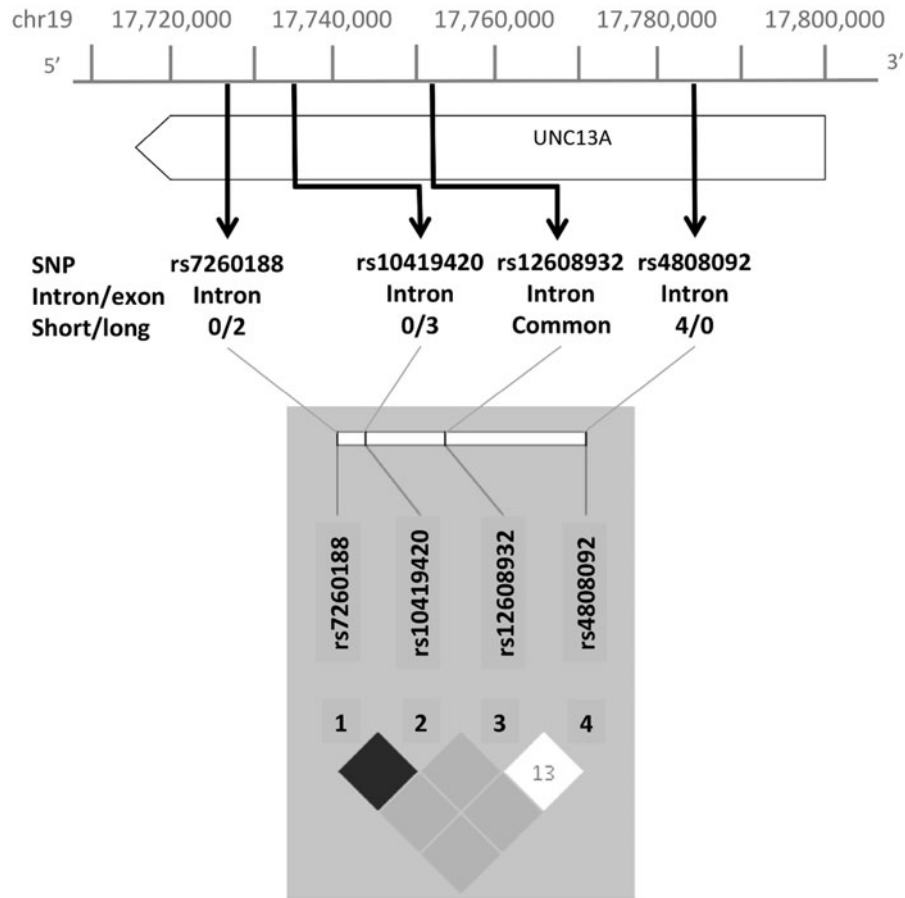 chr19 17,720,000 17,740,000 17,760,000 17,780,000 17,800,000
5’ 3’
UNC13A
SNP rs7260188 rs10419420 rs12608932 rs4808092
Intron/exon Intron Intron Intron Intron
Short/long 0/2 0/3 Common 4/0
rs7260188 rs10419420 rs12608932 rs4808092
1 2 3 4
13